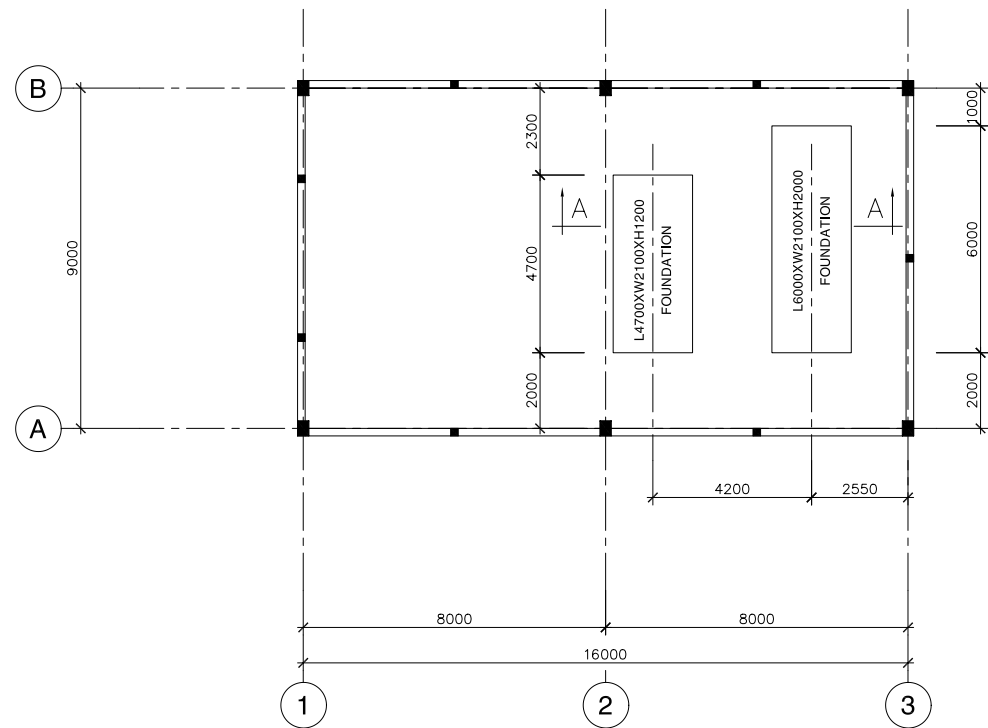 B
1000
2300
A
A
L4700XW2100XH1200
FOUNDATION
L6000XW2100XH2000
FOUNDATION
9000
4700
6000
2000
2000
A
4200
2550
8000
8000
16000
1
2
3